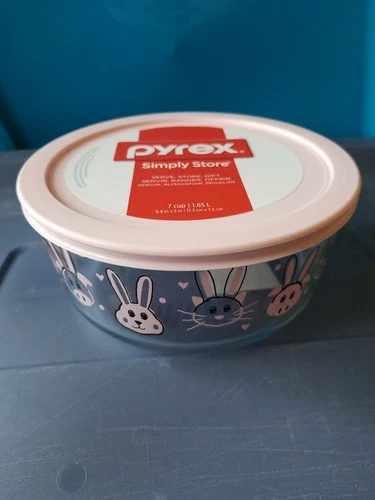 pyrex®
Simply Store®
SERVE, STORE, GIFT
SERVIR, RANGER, OFFRIR
SERVIR, ALMACENAR, REGALAR
7 cup | 1.65 L